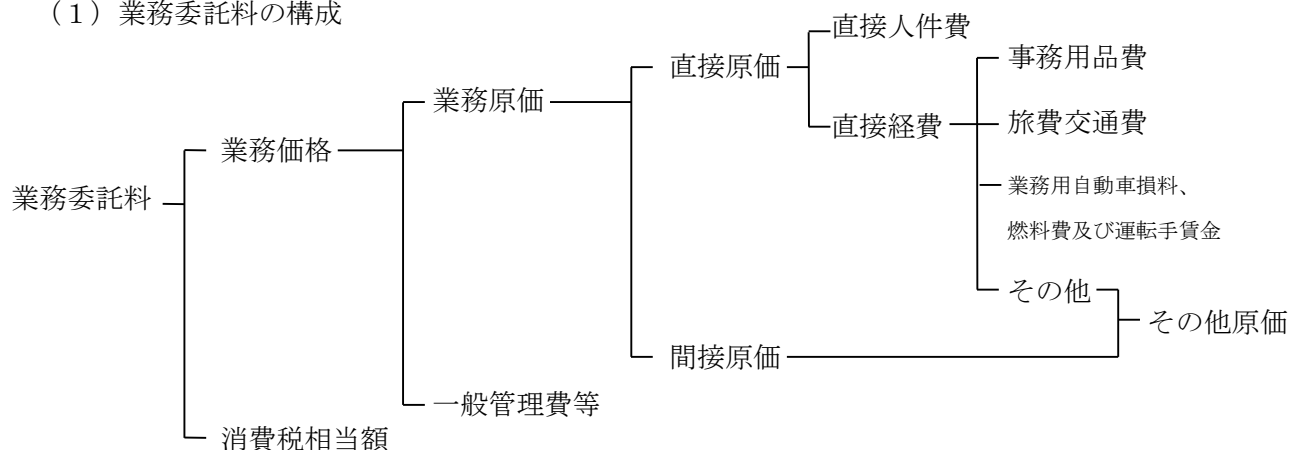 （１）業務委託料の構成
直接人件費
事務用品費
直接原価
業務原価
直接経費
旅費交通費
業務価格
業務用自動車損料、
業務委託料
燃料費及び運転手賃金
その他
その他原価
間接原価
一般管理費等
消費税相当額